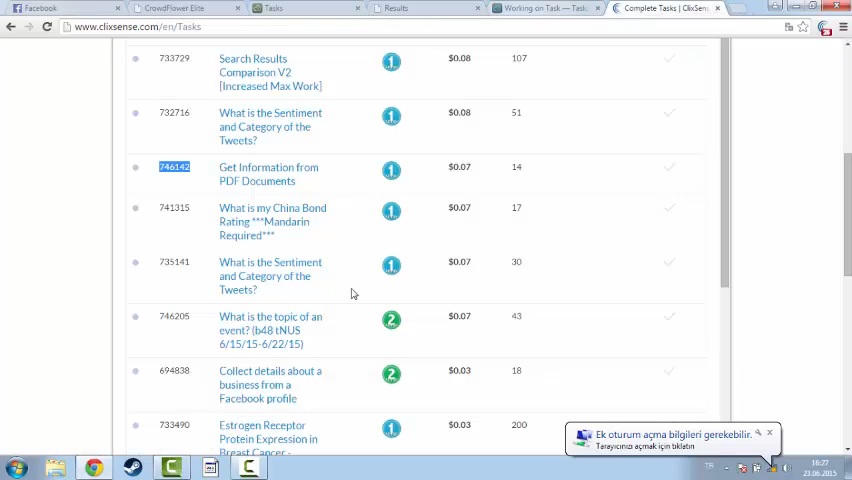 Facebook
CrowdFlower Elite
Tasks
Results
Working on Task — Task
Complete Tasks | ClixSens
www.clixsense.com/en/Tasks
733729 Search Results 1 $0.08 107
Comparison V2
[Increased Max Work]
732716 What is the Sentiment 1 $0.08 51
and Category of the
Tweets?
746142 Get Information from 1 $0.07 14
PDF Documents
741315 What is my China Bond 1 $0.07 17
Rating ***Mandarin
Required***
735141 What is the Sentiment 1 $0.07 30
and Category of the
Tweets?
746205 What is the topic of an 2 $0.07 43
event? (b48 tNUS
6/15/15-6/22/15)
694838 Collect details about a 2 $0.03 18
business from a
Facebook profile
733490 Estrogen Receptor 1 $0.03 200
Protein Expression in
Breast Cancer -
Ek oturum açma bilgileri gerekebilir.
Tarayıcınızı açmak için tıklatın
TR
16:27
23.06.2015